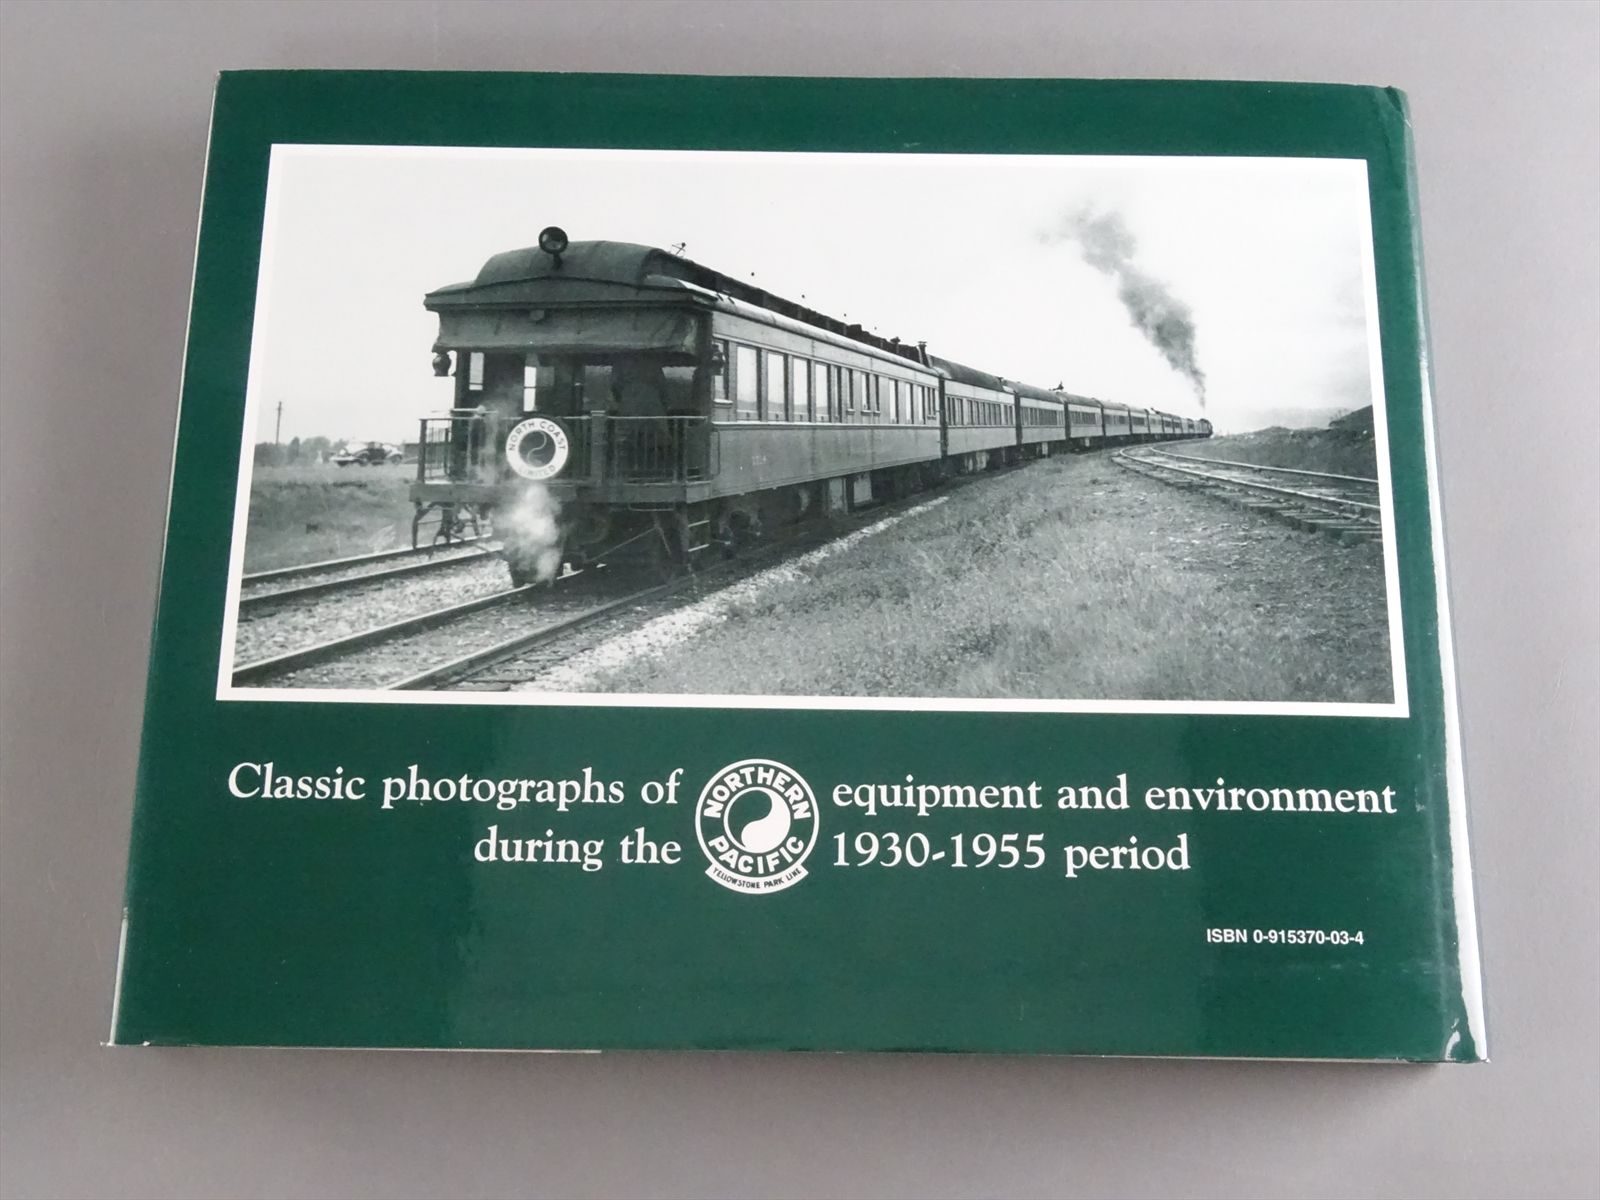 NORTH COAST
LIMITED
Classic photographs of
NORTHERN
PACIFIC
YELLOWSTONE PARK LINE
equipment and environment
during the
1930-1955 period
ISBN 0-915370-03-4